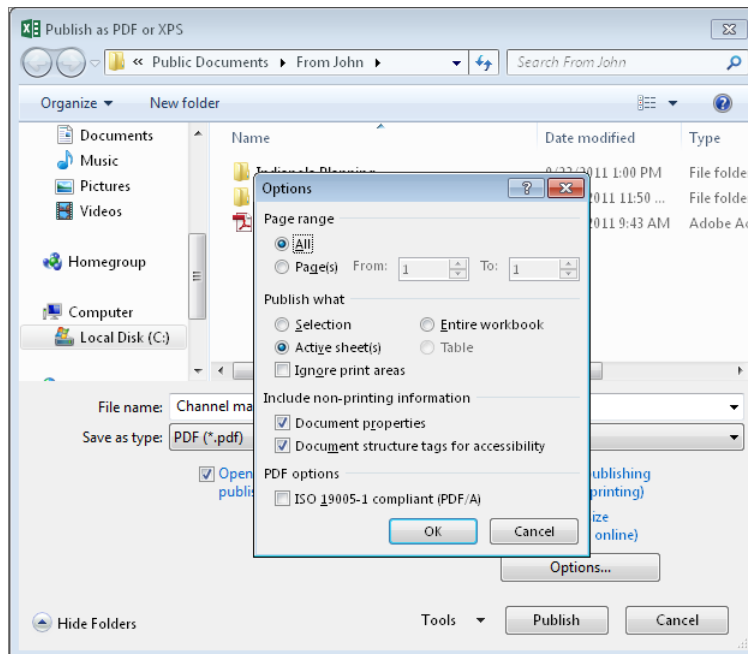 Publish as PDF or XPS
« Public Documents From John
Search From John
Organize New folder
Documents
Music
Pictures
Videos
Homegroup
Computer
Local Disk (C:)
Name Date modified Type
2011 1:00 PM File folde
2011 11:50 ... File folde
2011 9:43 AM Adobe Ac
Options
Page range
All
Page(s) From: 1 To: 1
Publish what
Selection Entire workbook
Active sheet(s) Table
Ignore print areas
Include non-printing information
Document properties
Document structure tags for accessibility
PDF options
ISO 19005-1 compliant (PDF/A)
OK Cancel
File name: Channel ma
Save as type: PDF (*.pdf)
Open
publis
ublishing
printing)
ize
online)
Options...
Hide Folders
Tools Publish Cancel